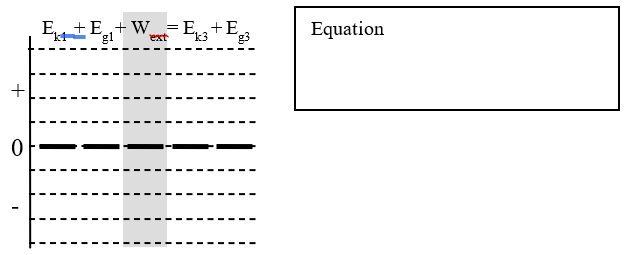 Ek1 + Eg1 + Wext = Ek3 + Eg3
Equation
+
0
-